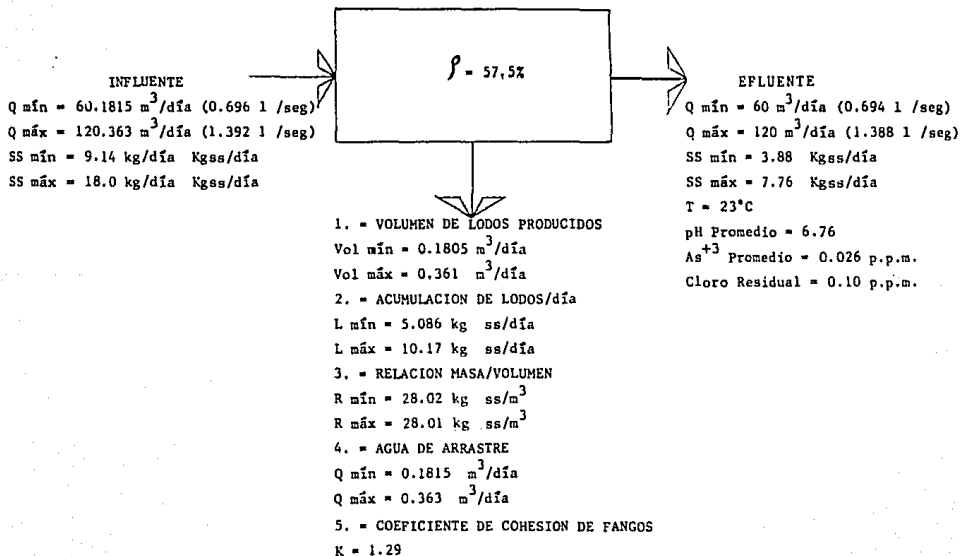 ρ = 57,5%
INFLUENTE
Q mín = 60.1815 m³/día (0.696 l /seg)
Q máx = 120.363 m³/día (1.392 l /seg)
SS mín = 9.14 kg/día Kgss/día
SS máx = 18.0 kg/día Kgss/día
EFLUENTE
Q mín = 60 m³/día (0.694 l /seg)
Q máx = 120 m³/día (1.388 l /seg)
SS mín = 3.88 Kgss/día
SS máx = 7.76 Kgss/día
T = 23°C
pH Promedio = 6.76
As⁺³ Promedio = 0.026 p.p.m.
Cloro Residual = 0.10 p.p.m.
1. = VOLUMEN DE LODOS PRODUCIDOS
Vol mín = 0.1805 m³/día
Vol máx = 0.361 m³/día
2. = ACUMULACION DE LODOS/día
L mín = 5.086 kg ss/día
L máx = 10.17 kg ss/día
3. = RELACION MASA/VOLUMEN
R mín = 28.02 kg ss/m³
R máx = 28.01 kg ss/m³
4. = AGUA DE ARRASTRE
Q mín = 0.1815 m³/día
Q máx = 0.363 m³/día
5. = COEFICIENTE DE COHESION DE FANGOS
K = 1.29